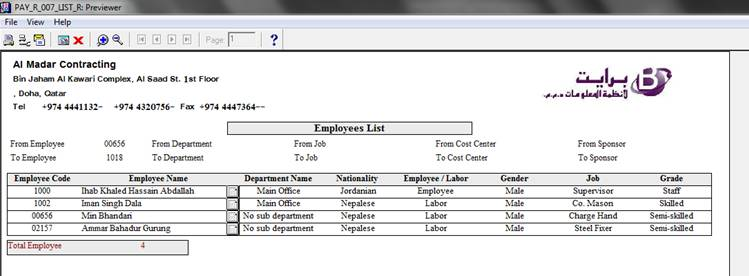 PAY_R_007_LIST_R: Previewer
File View Help
Page: 1
Al Madar Contracting
Bin Jaham Al Kawari Complex, Al Saad St. 1st Floor
, Doha, Qatar
Tel +974 4441132- +974 4320756- Fax +974 4447364--
برايت
لأنظمة المعلومات ذ.م.م.
Employees List
From Employee 00656 From Department From Job From Cost Center From Sponsor
To Employee 1018 To Department To Job To Cost Center To Sponsor
Employee Code Employee Name Department Name Nationality Employee / Labor Gender Job Grade
1000 Ihab Khaled Hassain Abdallah Main Office Jordanian Employee Male Supervisor Staff
1002 Iman Singh Dala Main Office Nepalese Labor Male Co. Mason Skilled
00656 Min Bhandari No sub department Nepalese Labor Male Charge Hand Semi-skilled
02157 Ammar Bahadur Gurung No sub department Nepalese Labor Male Steel Fixer Semi-skilled
Total Employee 4